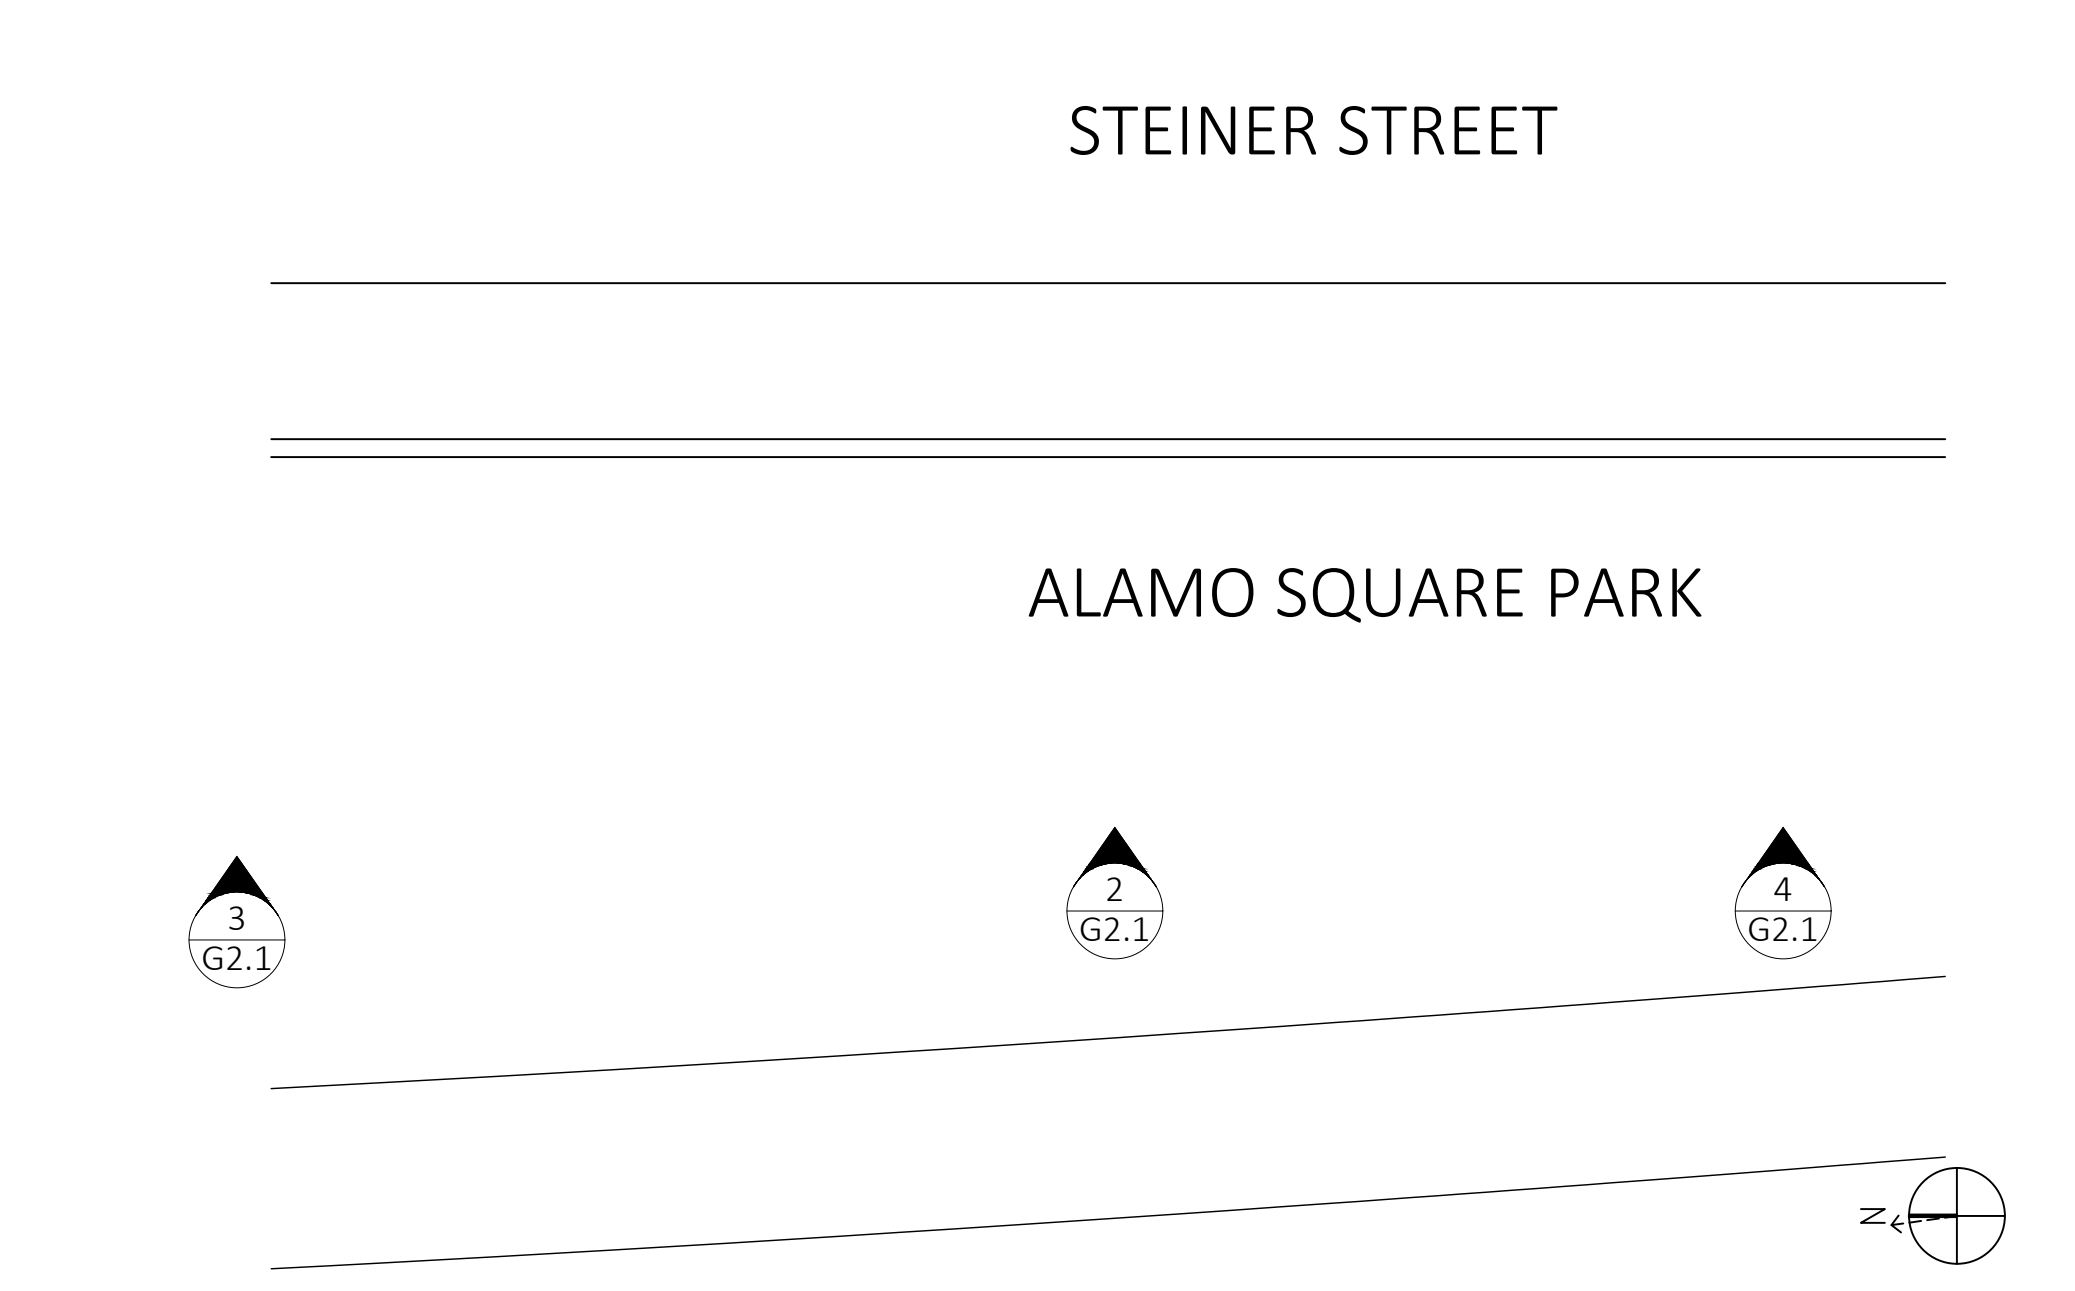 STEINER STREET
ALAMO SQUARE PARK
3
G2.1
2
G2.1
4
G2.1
N